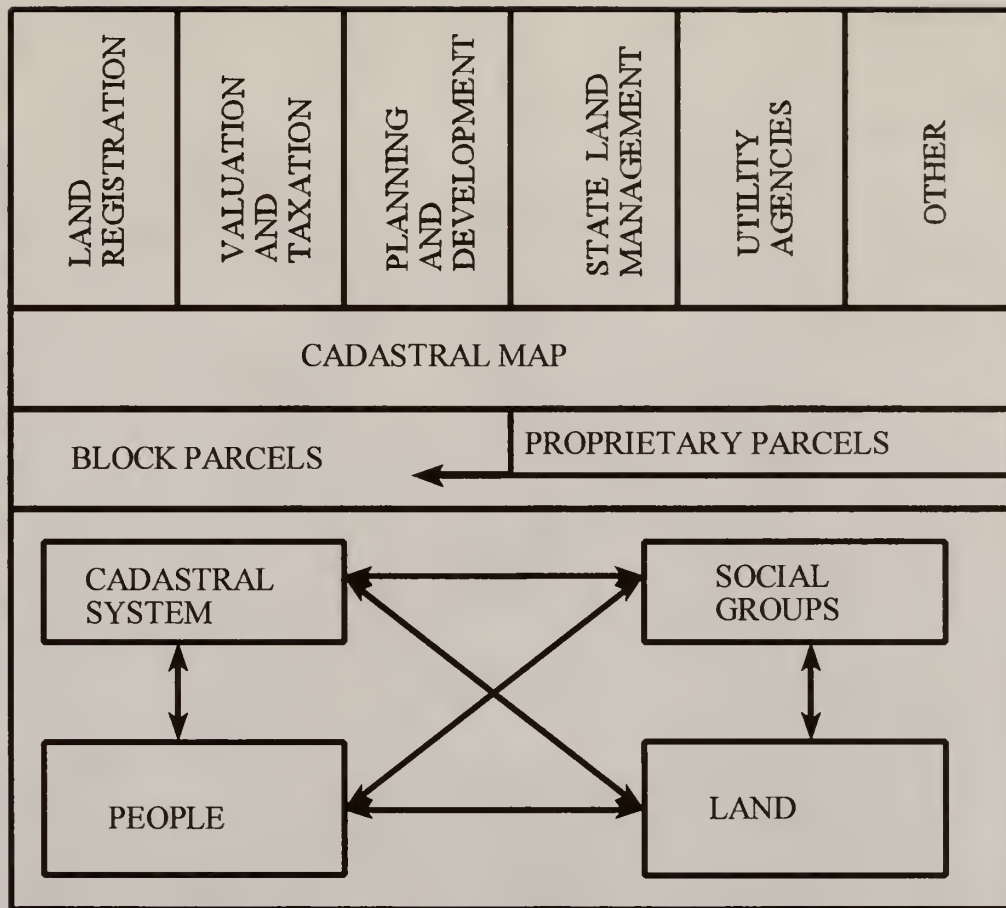 LAND
REGISTRATION
VALUATION
AND
TAXATION
PLANNING
AND
DEVELOPMENT
STATE LAND
MANAGEMENT
UTILITY
AGENCIES
OTHER
CADASTRAL MAP
BLOCK PARCELS
PROPRIETARY PARCELS
CADASTRAL
SYSTEM
SOCIAL
GROUPS
PEOPLE
LAND